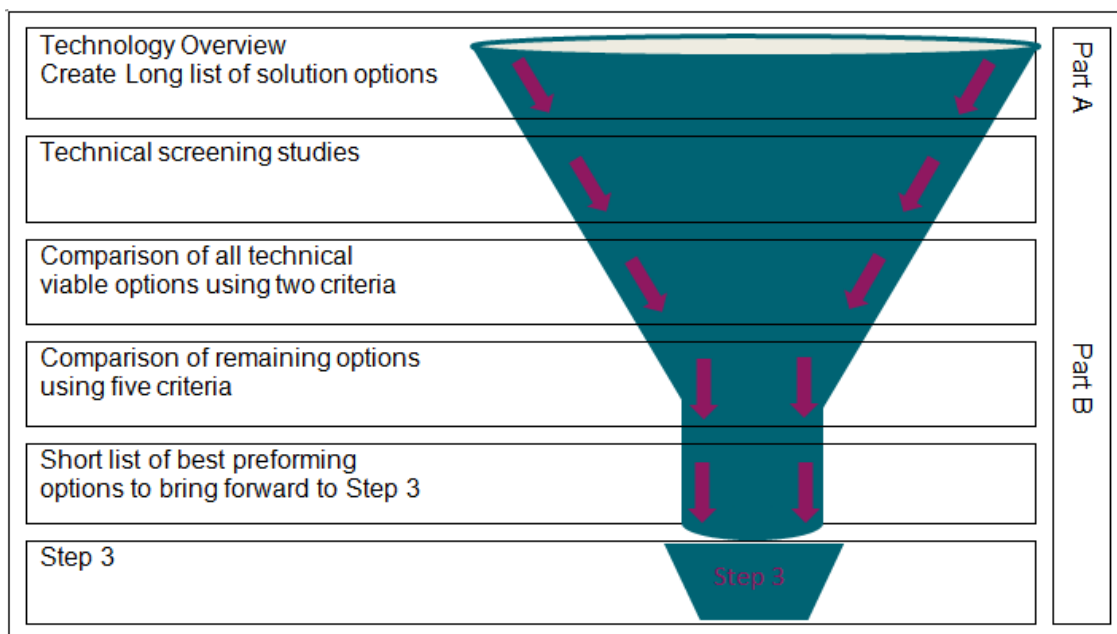 Technology Overview
Create Long list of solution options
Part A
Technical screening studies
Comparison of all technical
viable options using two criteria
Comparison of remaining options
using five criteria
Part B
Short list of best preforming
options to bring forward to Step 3
Step 3
Step 3